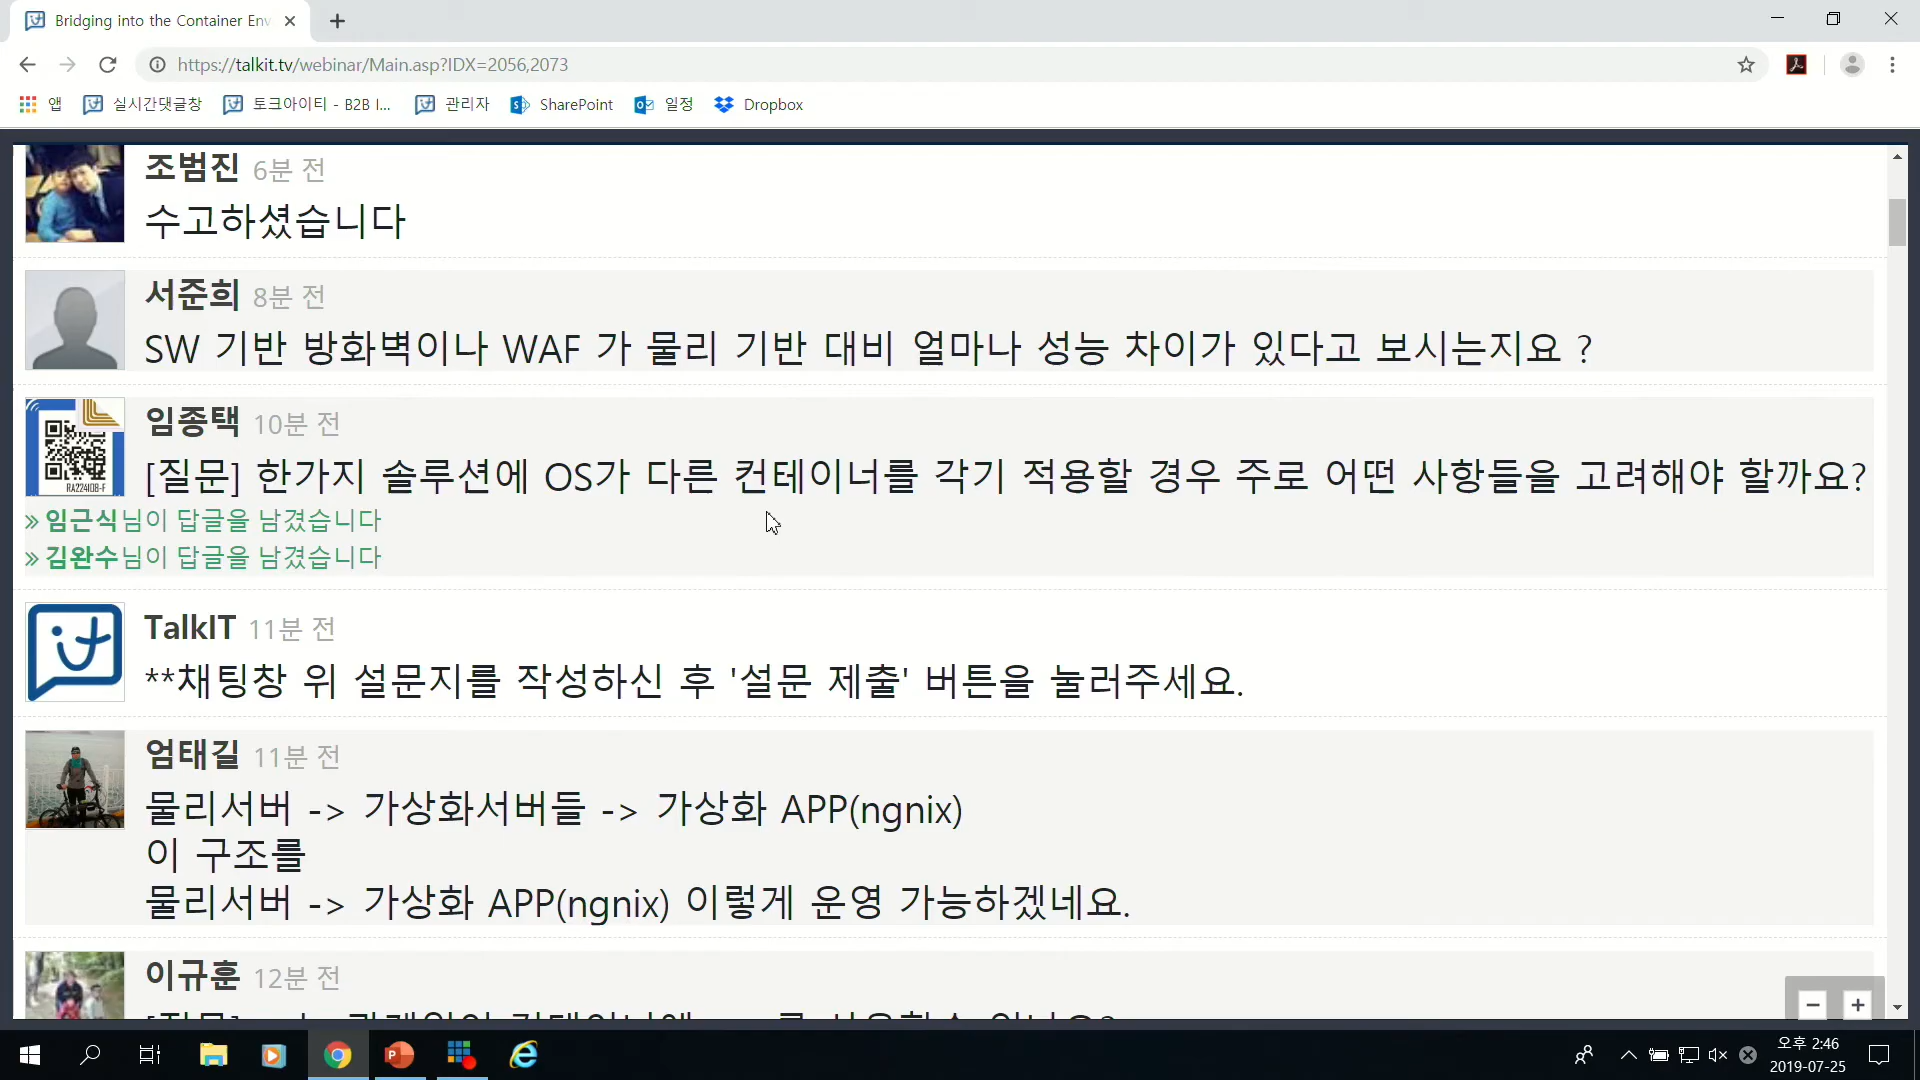 Bridging into the Container Env
https://talkit.tv/webinar/Main.asp?IDX=2056,2073
앱 실시간댓글창 토크아이티 - B2B I... 관리자 SharePoint 일정 Dropbox
조범진 6분 전
수고하셨습니다
서준희 8분 전
SW 기반 방화벽이나 WAF 가 물리 기반 대비 얼마나 성능 차이가 있다고 보시는지요 ?
임종택 10분 전
[질문] 한가지 솔루션에 OS가 다른 컨테이너를 각기 적용할 경우 주로 어떤 사항들을 고려해야 할까요?
RA224108-F
» 임근식님이 답글을 남겼습니다
» 김완수님이 답글을 남겼습니다
TalkIT 11분 전
**채팅창 위 설문지를 작성하신 후 '설문 제출' 버튼을 눌러주세요.
엄태길 11분 전
물리서버 -> 가상화서버들 -> 가상화 APP(ngnix)
이 구조를
물리서버 -> 가상화 APP(ngnix) 이렇게 운영 가능하겠네요.
이규훈 12분 전
오후 2:46
2019-07-25